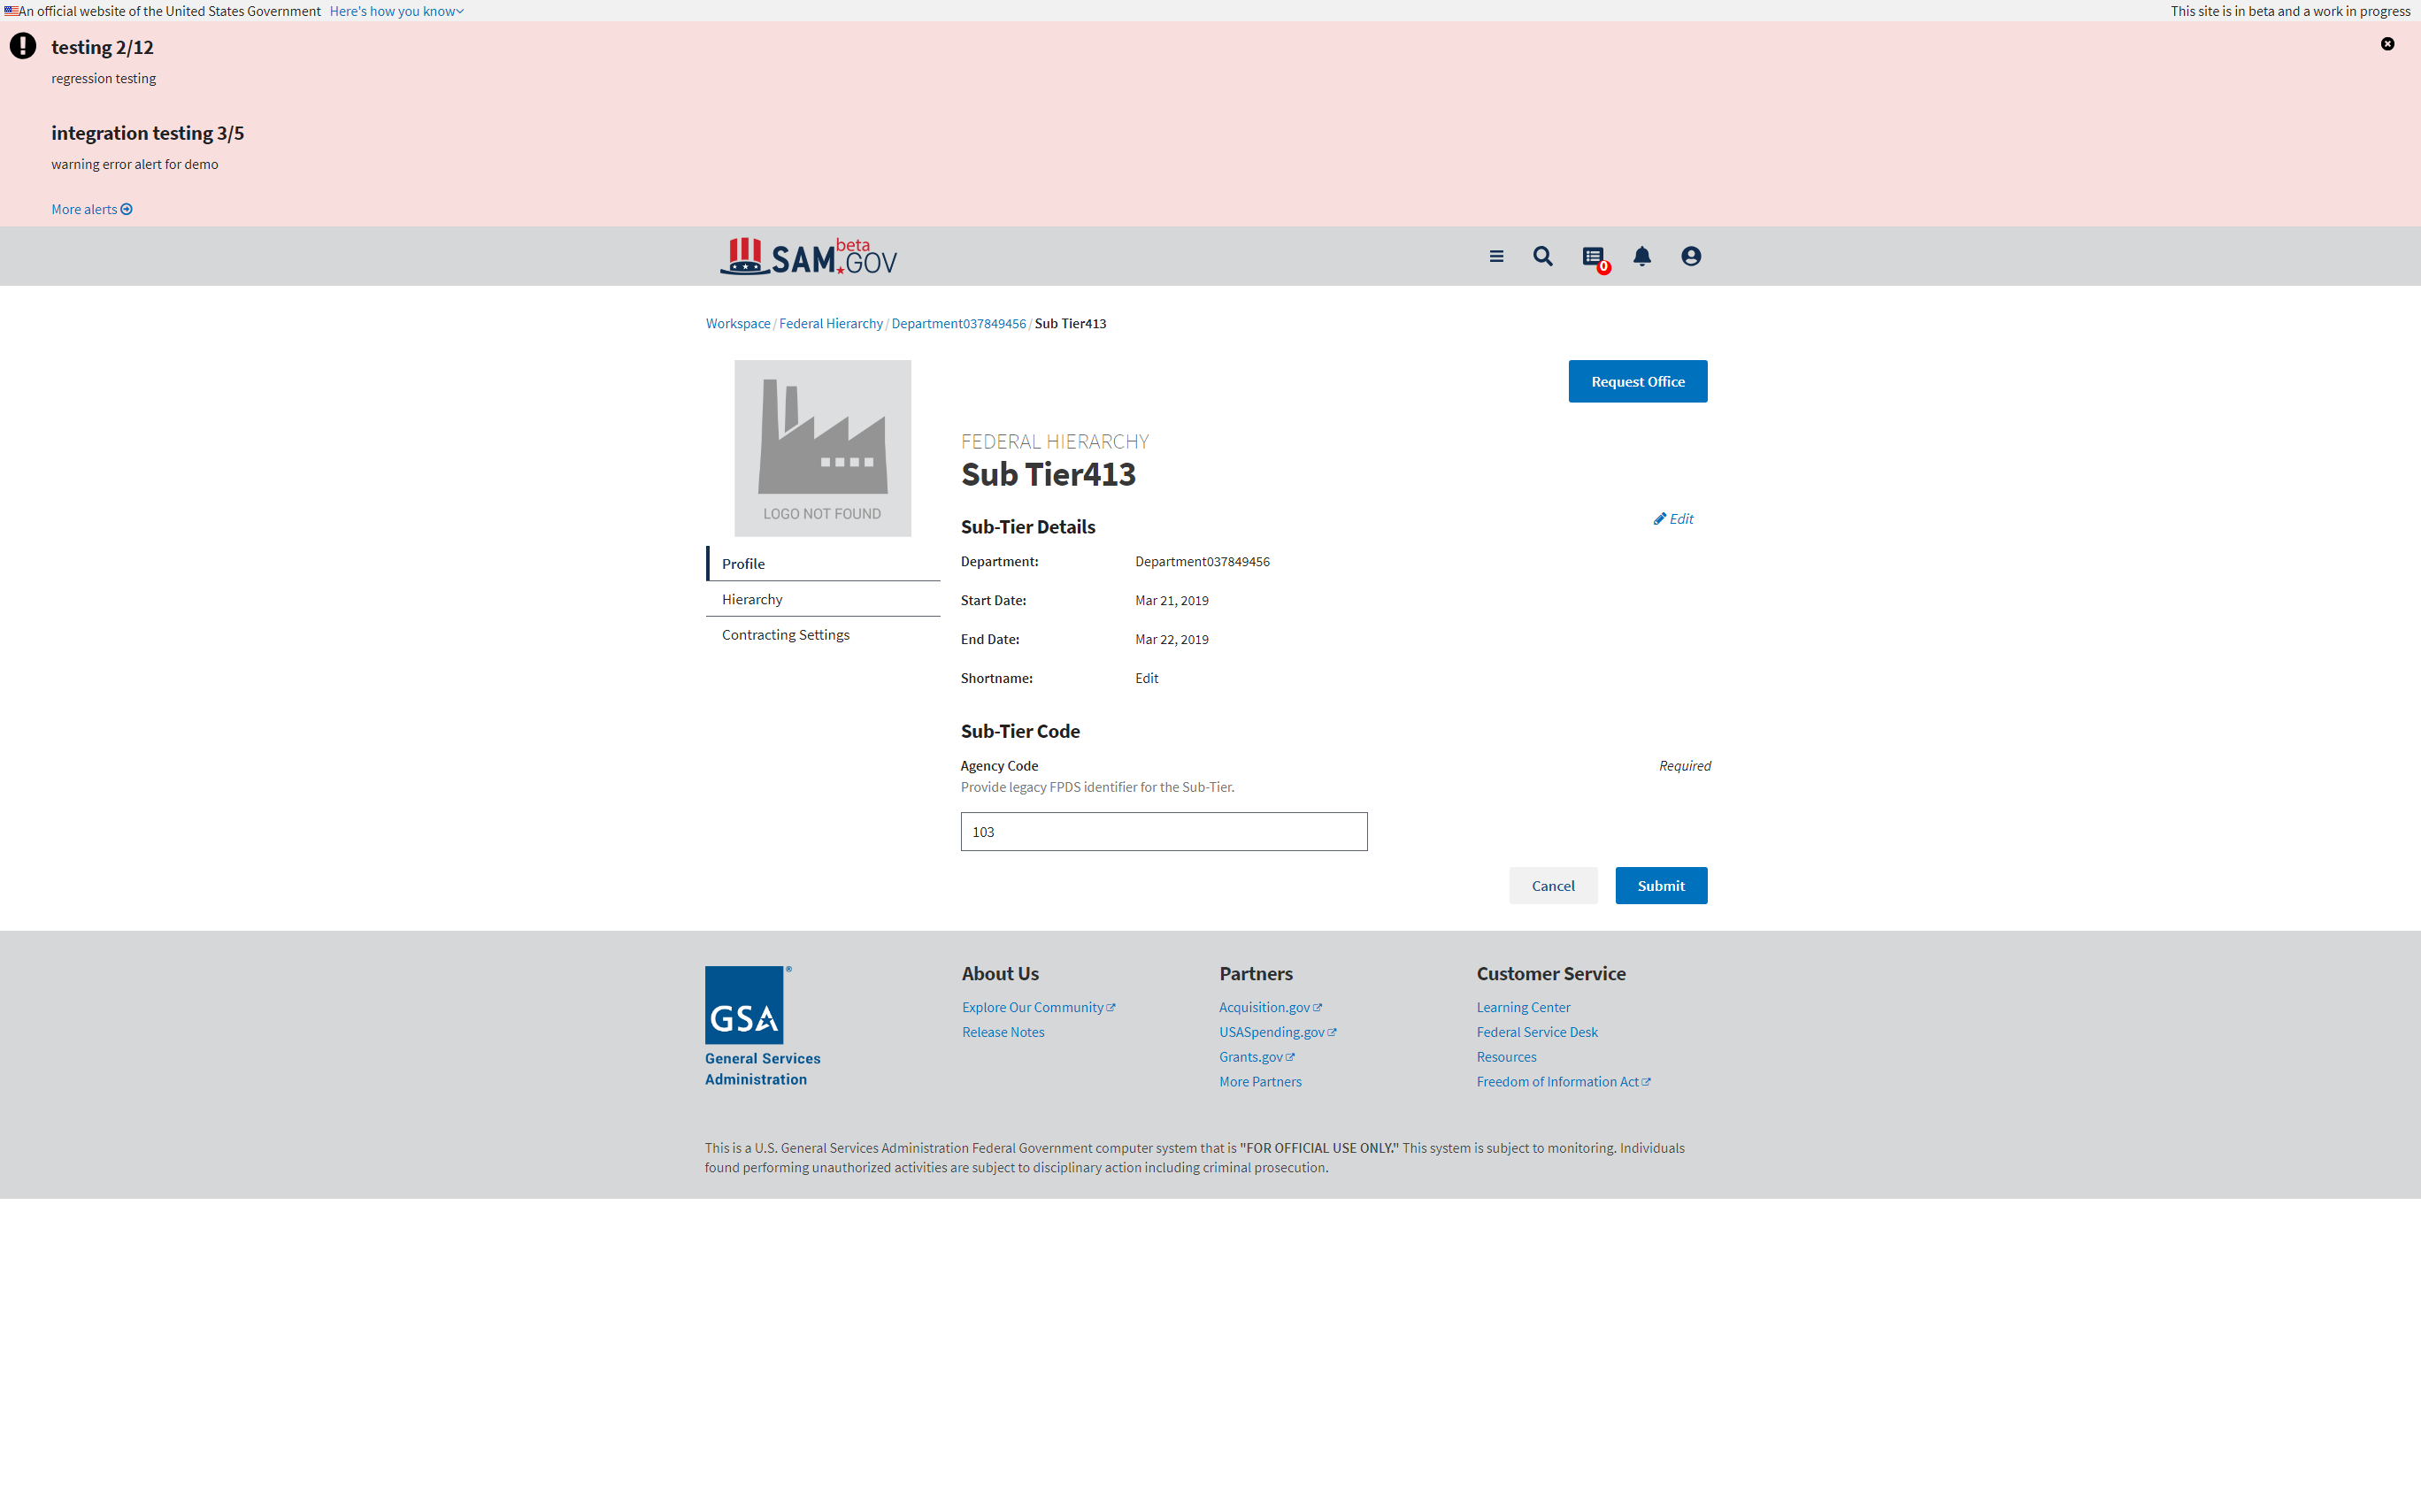 An official website of the United States Government Here's how you know
This site is in beta and a work in progress
testing 2/12
regression testing
integration testing 3/5
warning error alert for demo
More alerts
SAM.GOV beta
0
Workspace / Federal Hierarchy / Department037849456 / Sub Tier413
LOGO NOT FOUND
Request Office
FEDERAL HIERARCHY
Sub Tier413
Sub-Tier Details
Edit
Department: Department037849456
Start Date: Mar 21, 2019
End Date: Mar 22, 2019
Shortname: Edit
Profile
Hierarchy
Contracting Settings
Sub-Tier Code
Agency Code
Required
Provide legacy FPDS identifier for the Sub-Tier.
103
Cancel
Submit
GSA ®
General Services
Administration
About Us
Explore Our Community
Release Notes
Partners
Acquisition.gov
USASpending.gov
Grants.gov
More Partners
Customer Service
Learning Center
Federal Service Desk
Resources
Freedom of Information Act
This is a U.S. General Services Administration Federal Government computer system that is "FOR OFFICIAL USE ONLY." This system is subject to monitoring. Individuals
found performing unauthorized activities are subject to disciplinary action including criminal prosecution.